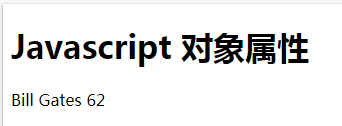 Javascript 对象属性
Bill Gates 62